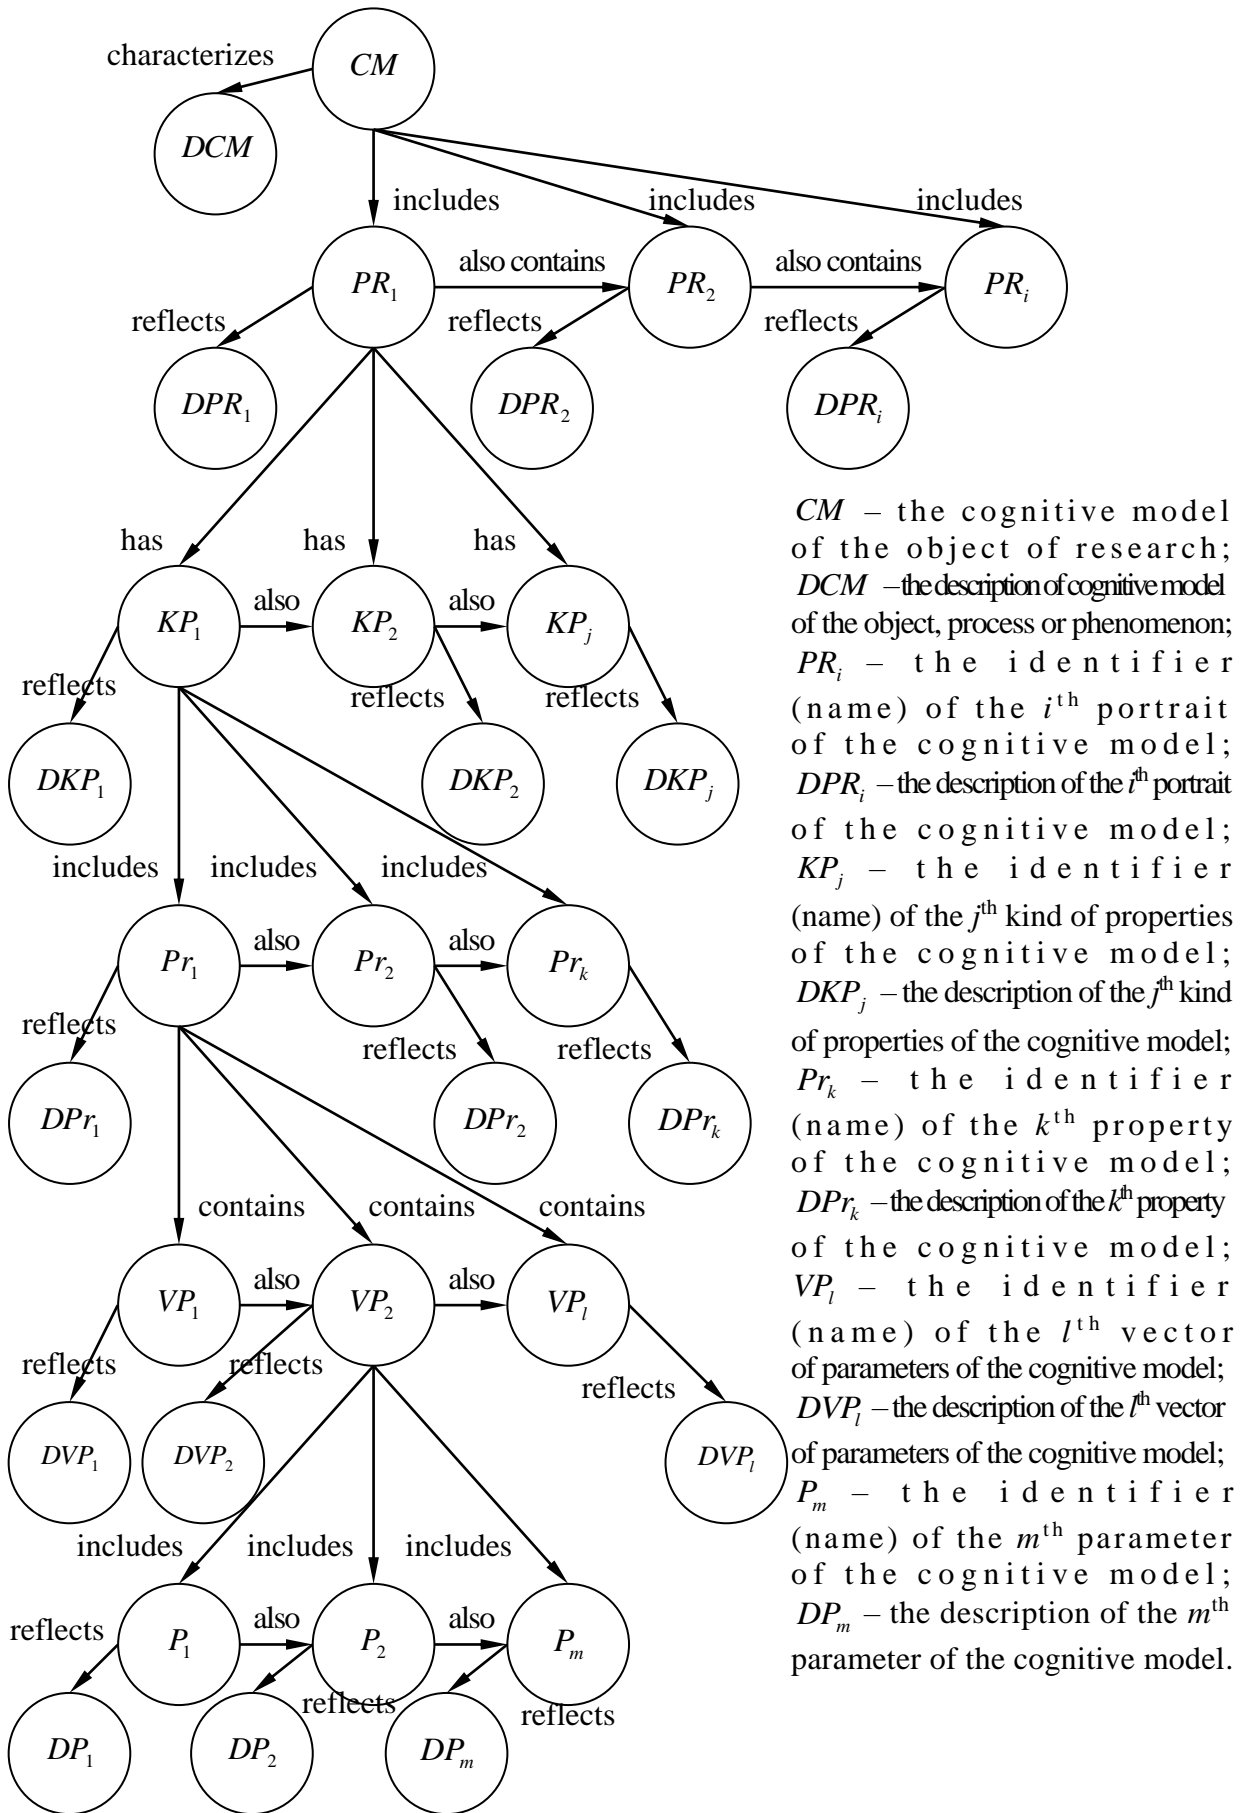 characterizes
CM
DCM
includes includes includes
also contains also contains
PR₁ PR₂ PRᵢ
reflects reflects reflects
DPR₁ DPR₂ DPRᵢ
has has has
also also
KP₁ KP₂ KPⱼ
reflects reflects reflects
DKP₁ DKP₂ DKPⱼ
includes includes includes
also also
Pr₁ Pr₂ Prₖ
reflects reflects reflects
DPr₁ DPr₂ DPrₖ
contains contains contains
also also
VP₁ VP₂ VPₗ
reflects reflects reflects
DVP₁ DVP₂ DVPₗ
includes includes includes
also also
reflects
P₁ P₂ Pₘ
reflects reflects
DP₁ DP₂ DPₘ
CM – the cognitive model
of the object of research;
DCM – the description of cognitive model
of the object, process or phenomenon;
PRᵢ – the identifier
(name) of the iᵗʰ portrait
of the cognitive model;
DPRᵢ – the description of the iᵗʰ portrait
of the cognitive model;
KPⱼ – the identifier
(name) of the jᵗʰ kind of properties
of the cognitive model;
DKPⱼ – the description of the jᵗʰ kind
of properties of the cognitive model;
Prₖ – the identifier
(name) of the kᵗʰ property
of the cognitive model;
DPrₖ – the description of the kᵗʰ property
of the cognitive model;
VPₗ – the identifier
(name) of the lᵗʰ vector
of parameters of the cognitive model;
DVPₗ – the description of the lᵗʰ vector
of parameters of the cognitive model;
Pₘ – the identifier
(name) of the mᵗʰ parameter
of the cognitive model;
DPₘ – the description of the mᵗʰ
parameter of the cognitive model.